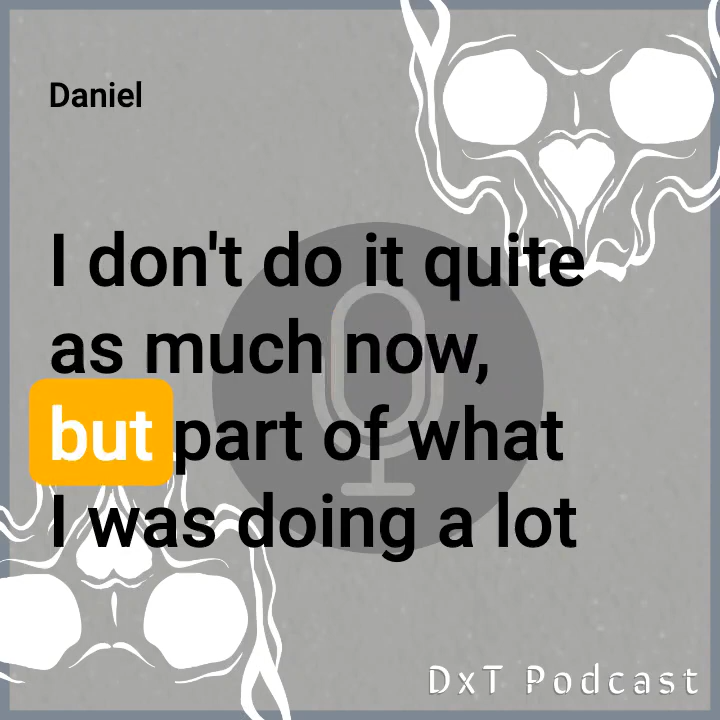 Daniel
I don't do it quite
as much now,
but part of what
I was doing a lot
DxT Podcast